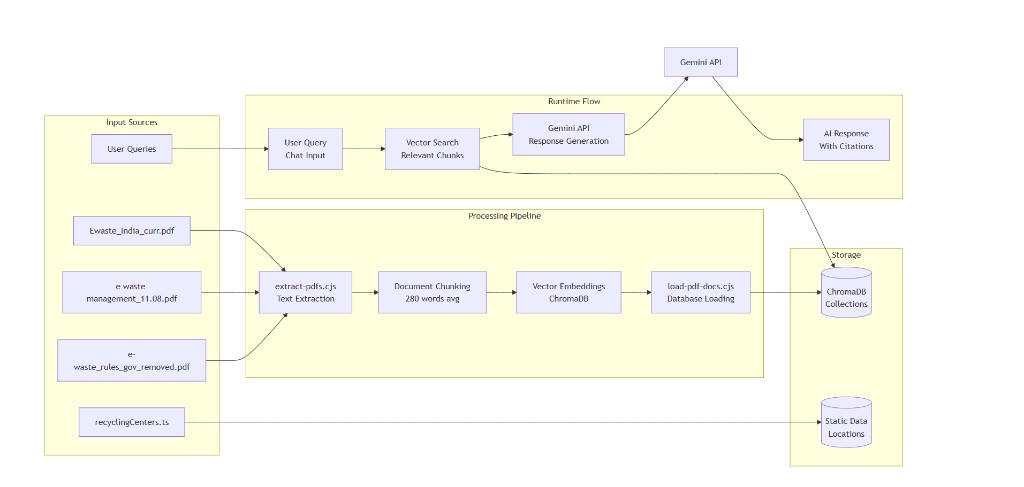 Gemini API
Runtime Flow
Input Sources
User Queries
User Query
Chat Input
Vector Search
Relevant Chunks
Gemini API
Response Generation
AI Response
With Citations
Processing Pipeline
Ewaste_India_curr.pdf
e waste
management_11.08.pdf
e-
waste_rules_gov_removed.pdf
recyclingCenters.ts
extract-pdfs.cjs
Text Extraction
Document Chunking
280 words avg
Vector Embeddings
ChromaDB
load-pdf-docs.cjs
Database Loading
Storage
ChromaDB
Collections
Static Data
Locations